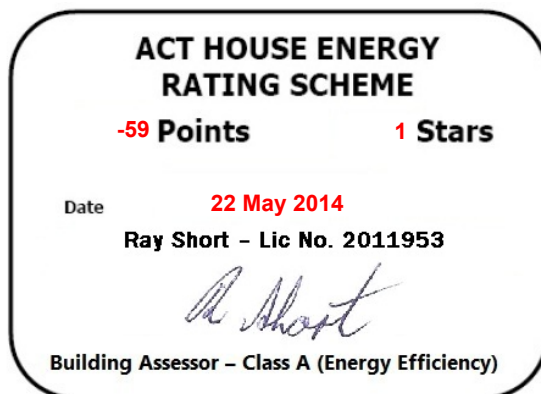 ACT HOUSE ENERGY
RATING SCHEME
-59 Points 1 Stars
Date 22 May 2014
Ray Short – Lic No. 2011953
R Short
Building Assessor – Class A (Energy Efficiency)